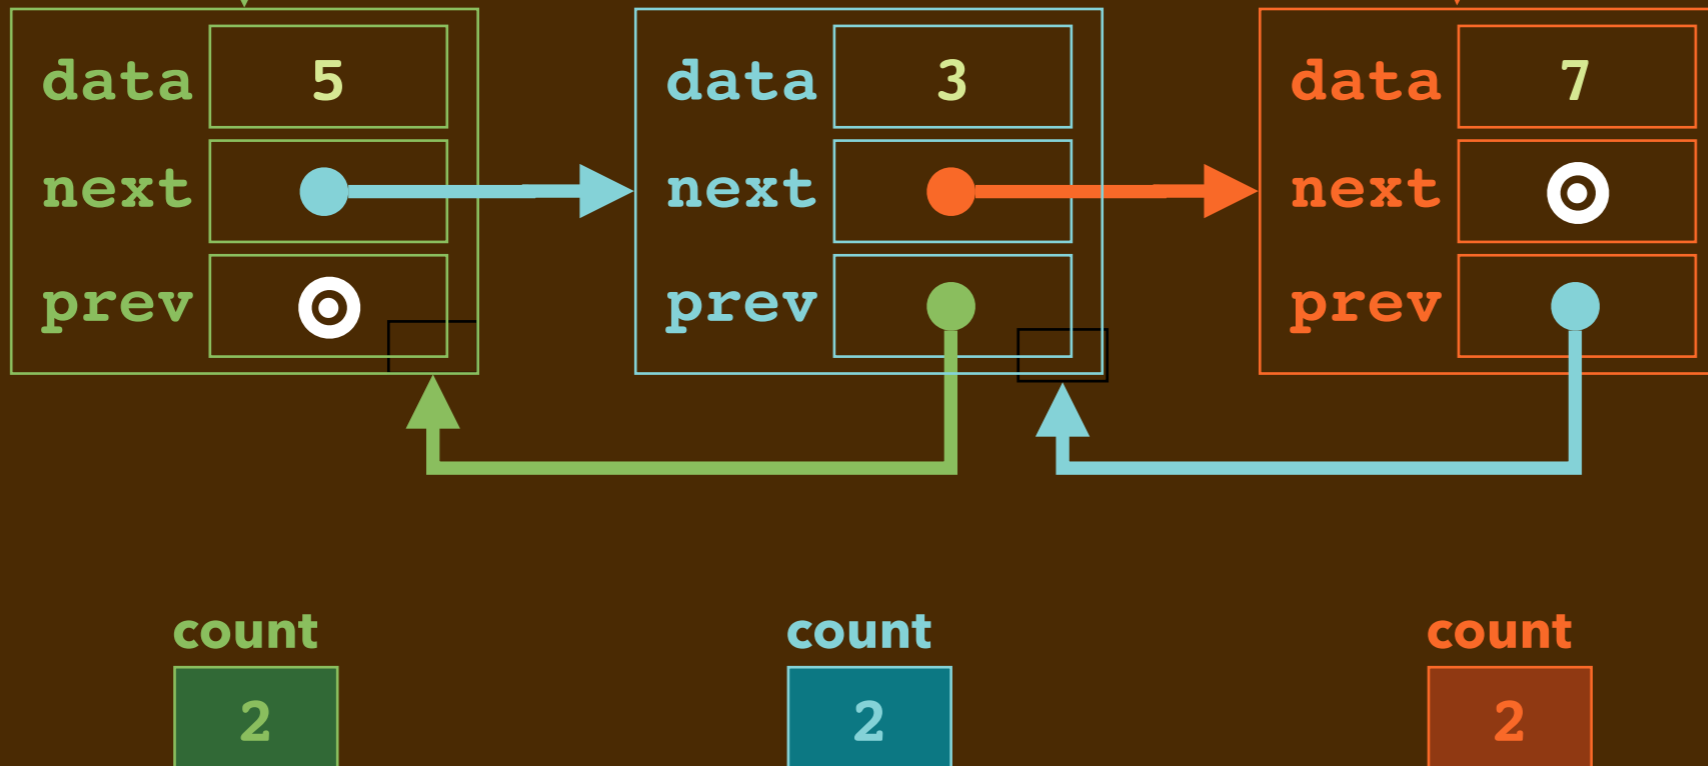 data 5 data 3 data 7
next next next
prev prev prev
count count count
2 2 2